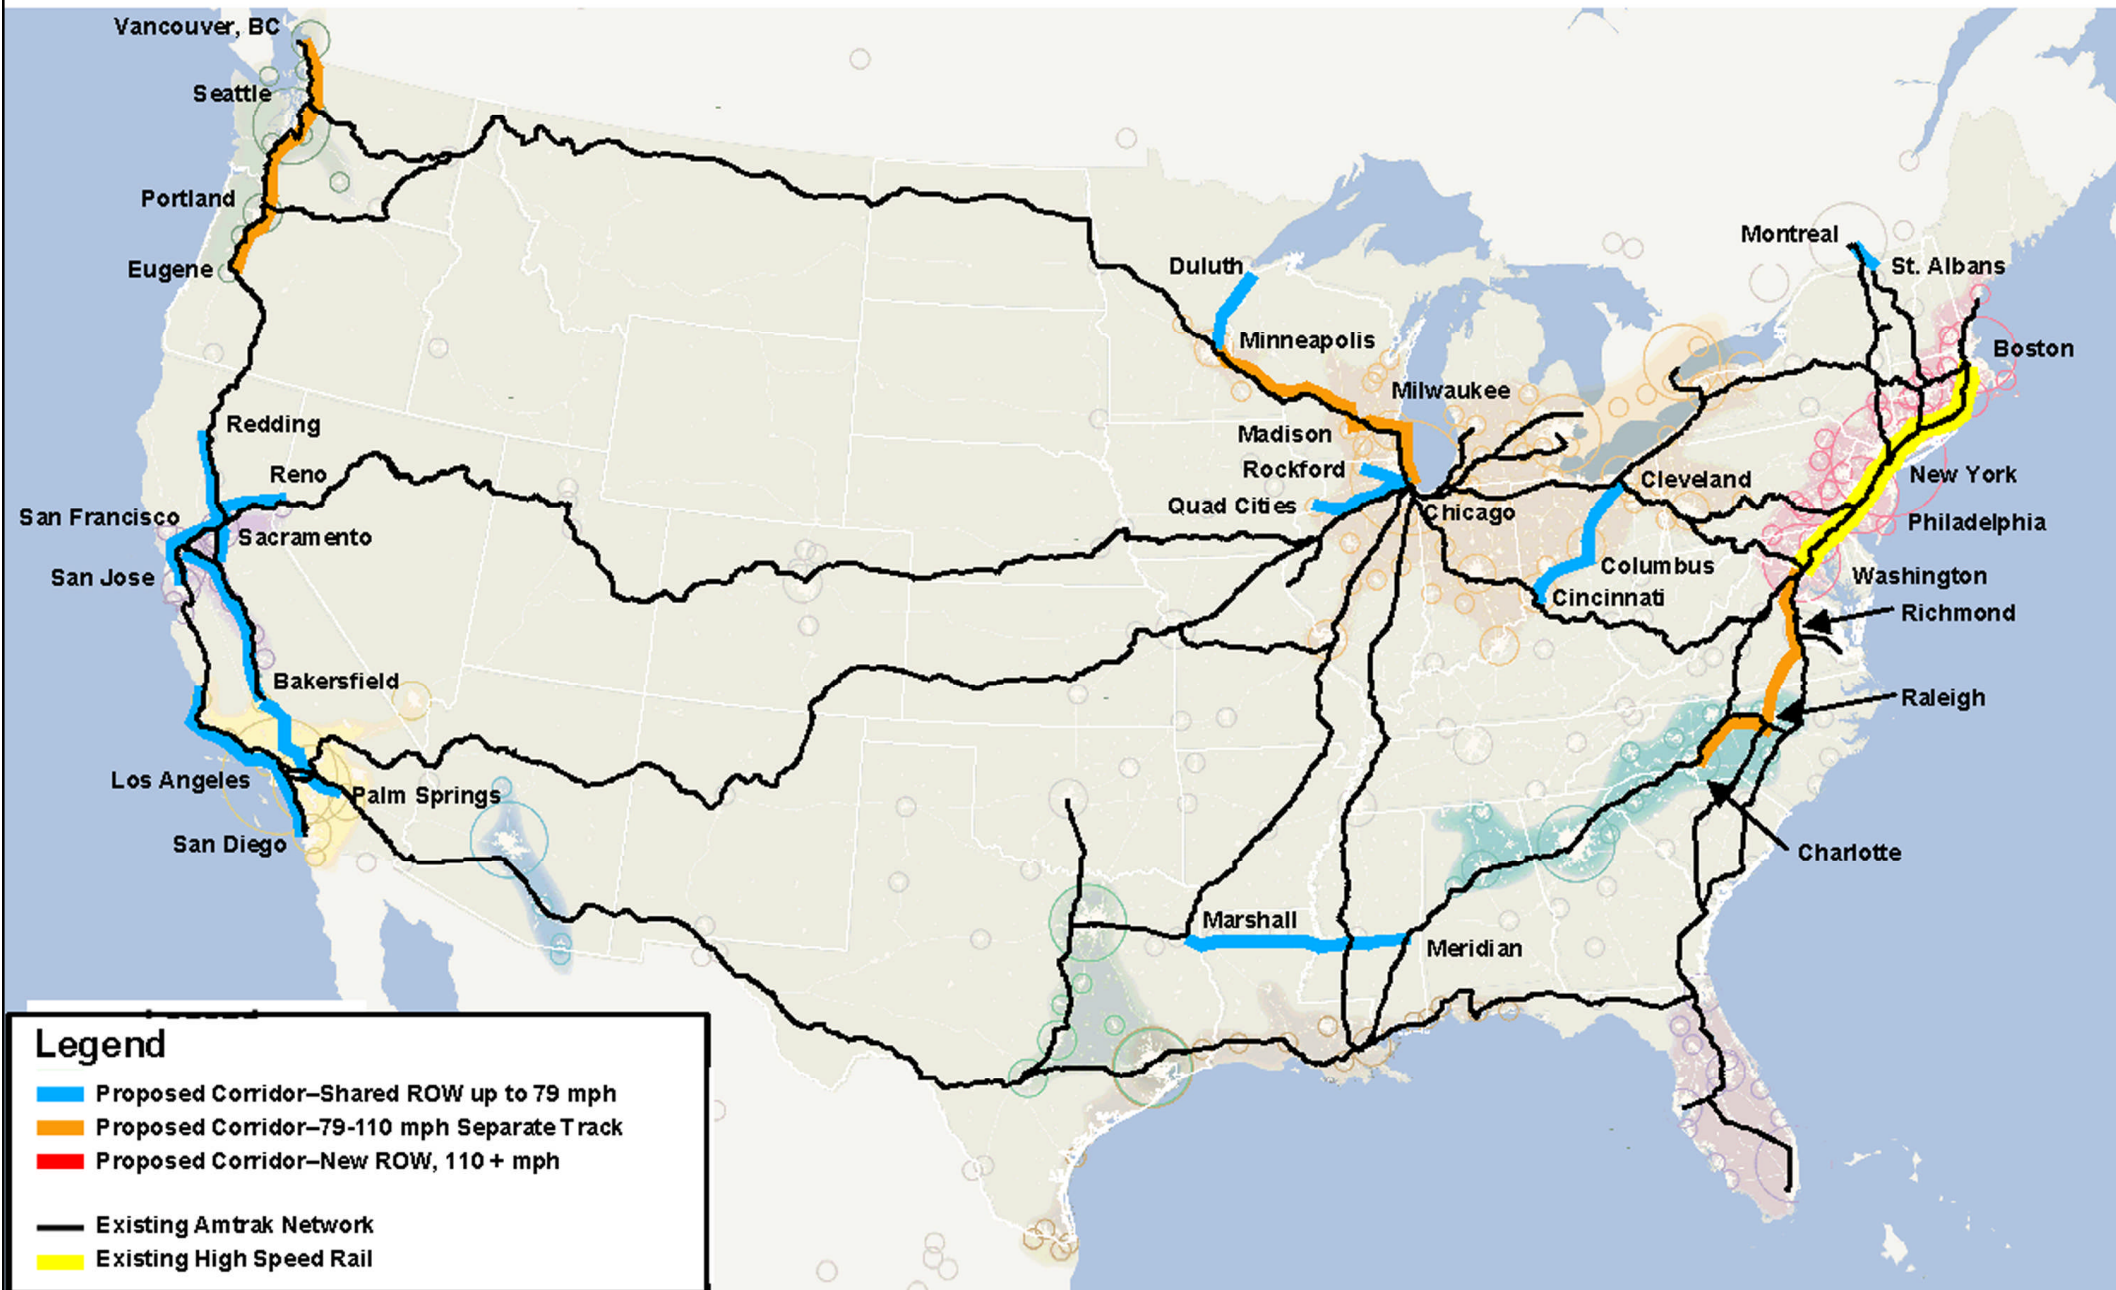 Vancouver, BC
Seattle
Portland
Eugene
Redding
Reno
San Francisco
Sacramento
San Jose
Bakersfield
Los Angeles
Palm Springs
San Diego
Duluth
Minneapolis
Milwaukee
Madison
Rockford
Quad Cities
Chicago
Cleveland
Columbus
Cincinnati
Marshall
Meridian
Montreal
St. Albans
Boston
New York
Philadelphia
Washington
Richmond
Raleigh
Charlotte
Legend
Proposed Corridor–Shared ROW up to 79 mph
Proposed Corridor–79-110 mph Separate Track
Proposed Corridor–New ROW, 110 + mph
Existing Amtrak Network
Existing High Speed Rail